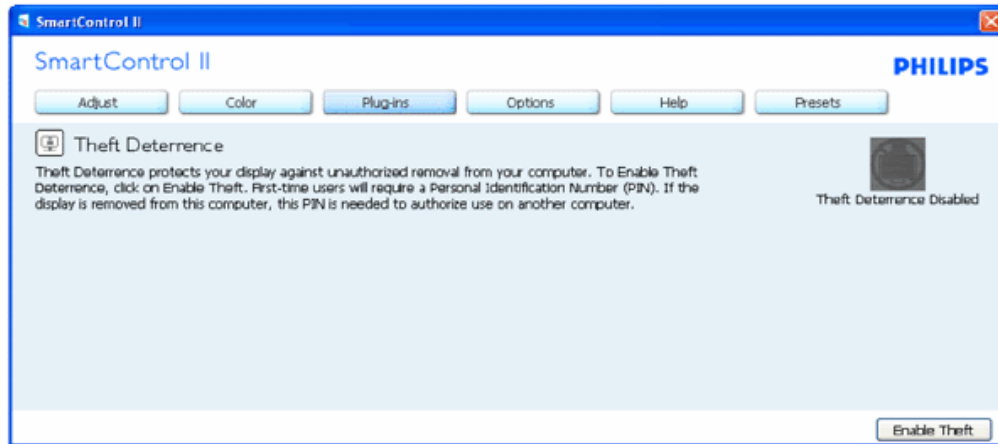 SmartControl II
SmartControl II
PHILIPS
Adjust
Color
Plug-ins
Options
Help
Presets
Theft Deterrence
Theft Deterrence protects your display against unauthorized removal from your computer. To Enable Theft
Deterrence, click on Enable Theft. First-time users will require a Personal Identification Number (PIN). If the
display is removed from this computer, this PIN is needed to authorize use on another computer.
Theft Deterrence Disabled
Enable Theft